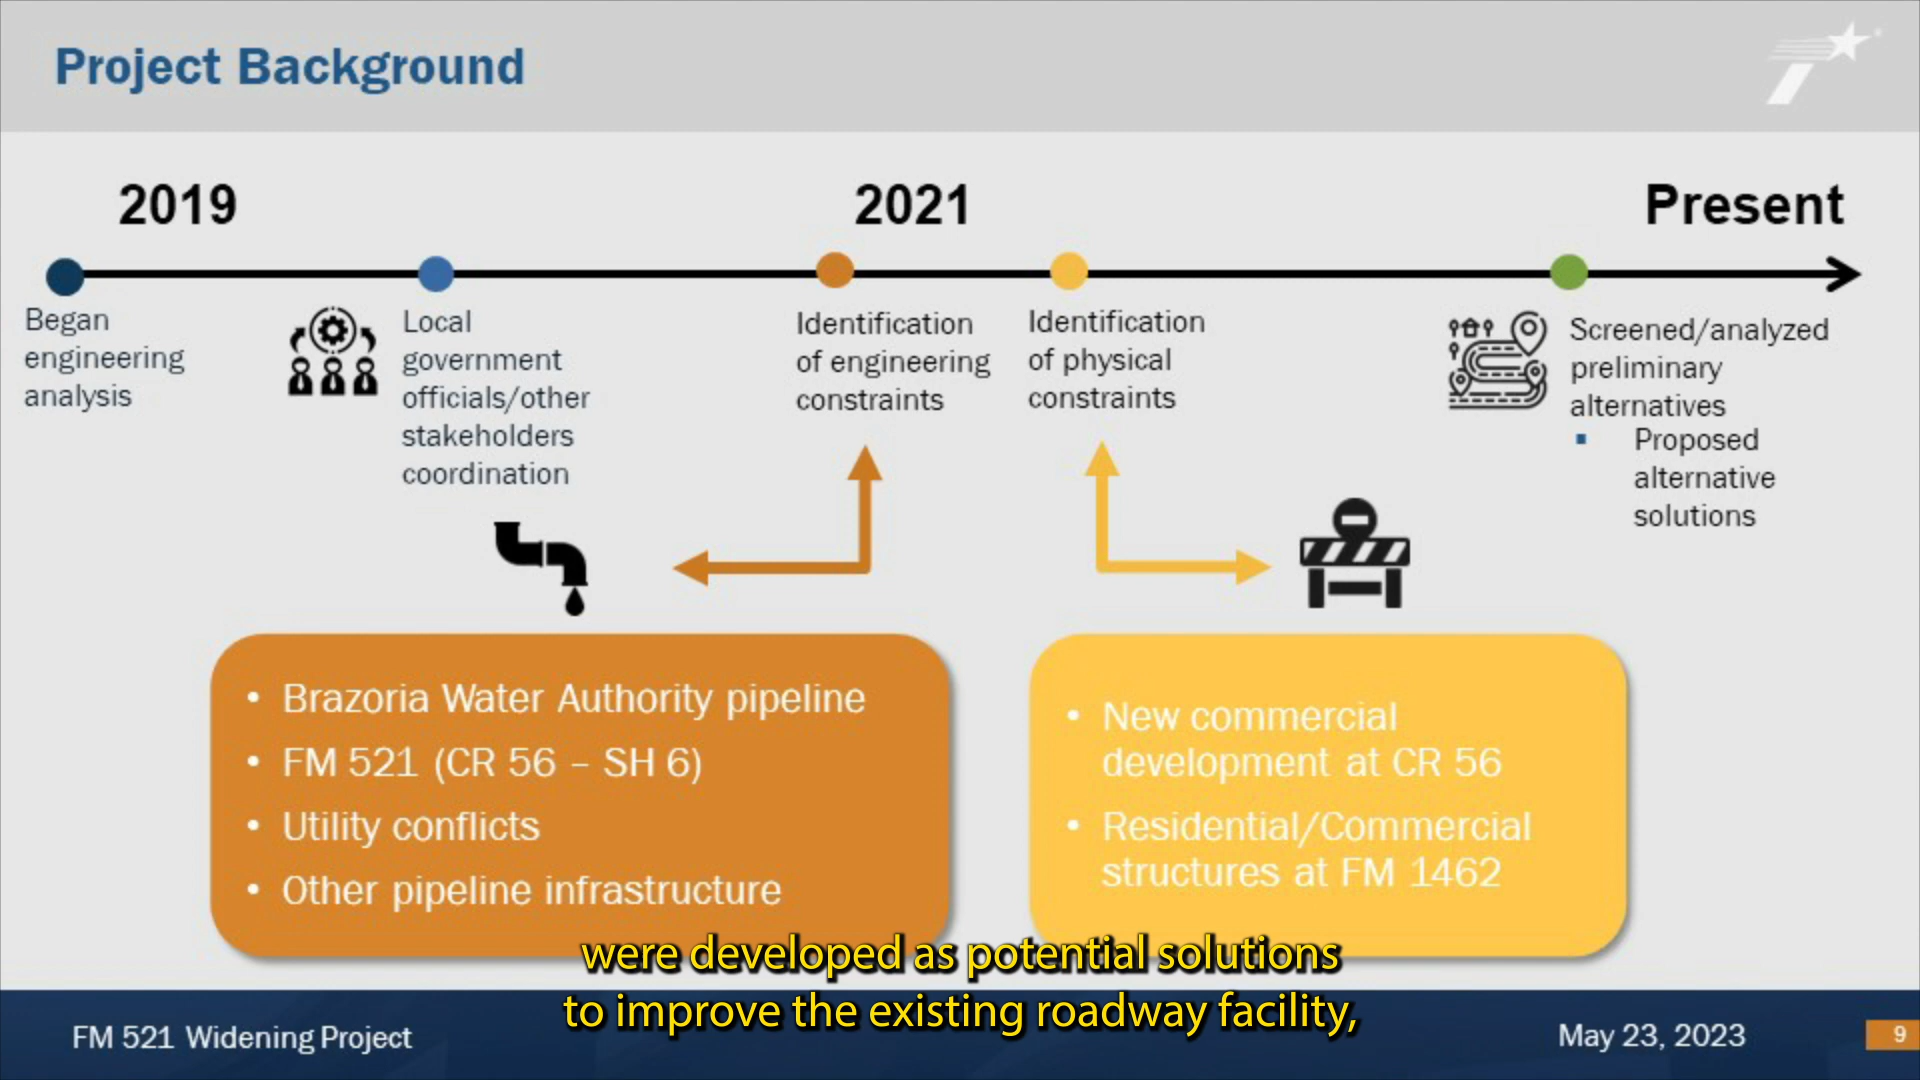 Project Background
2019
2021
Present
Began
engineering
analysis
Local
government
officials/other
stakeholders
coordination
Identification
of engineering
constraints
Identification
of physical
constraints
Screened/analyzed
preliminary
alternatives
▪ Proposed
alternative
solutions
• Brazoria Water Authority pipeline
• FM 521 (CR 56 – SH 6)
• Utility conflicts
• Other pipeline infrastructure
• New commercial
development at CR 56
• Residential/Commercial
structures at FM 1462
were developed as potential solutions
to improve the existing roadway facility,
FM 521 Widening Project
May 23, 2023
9